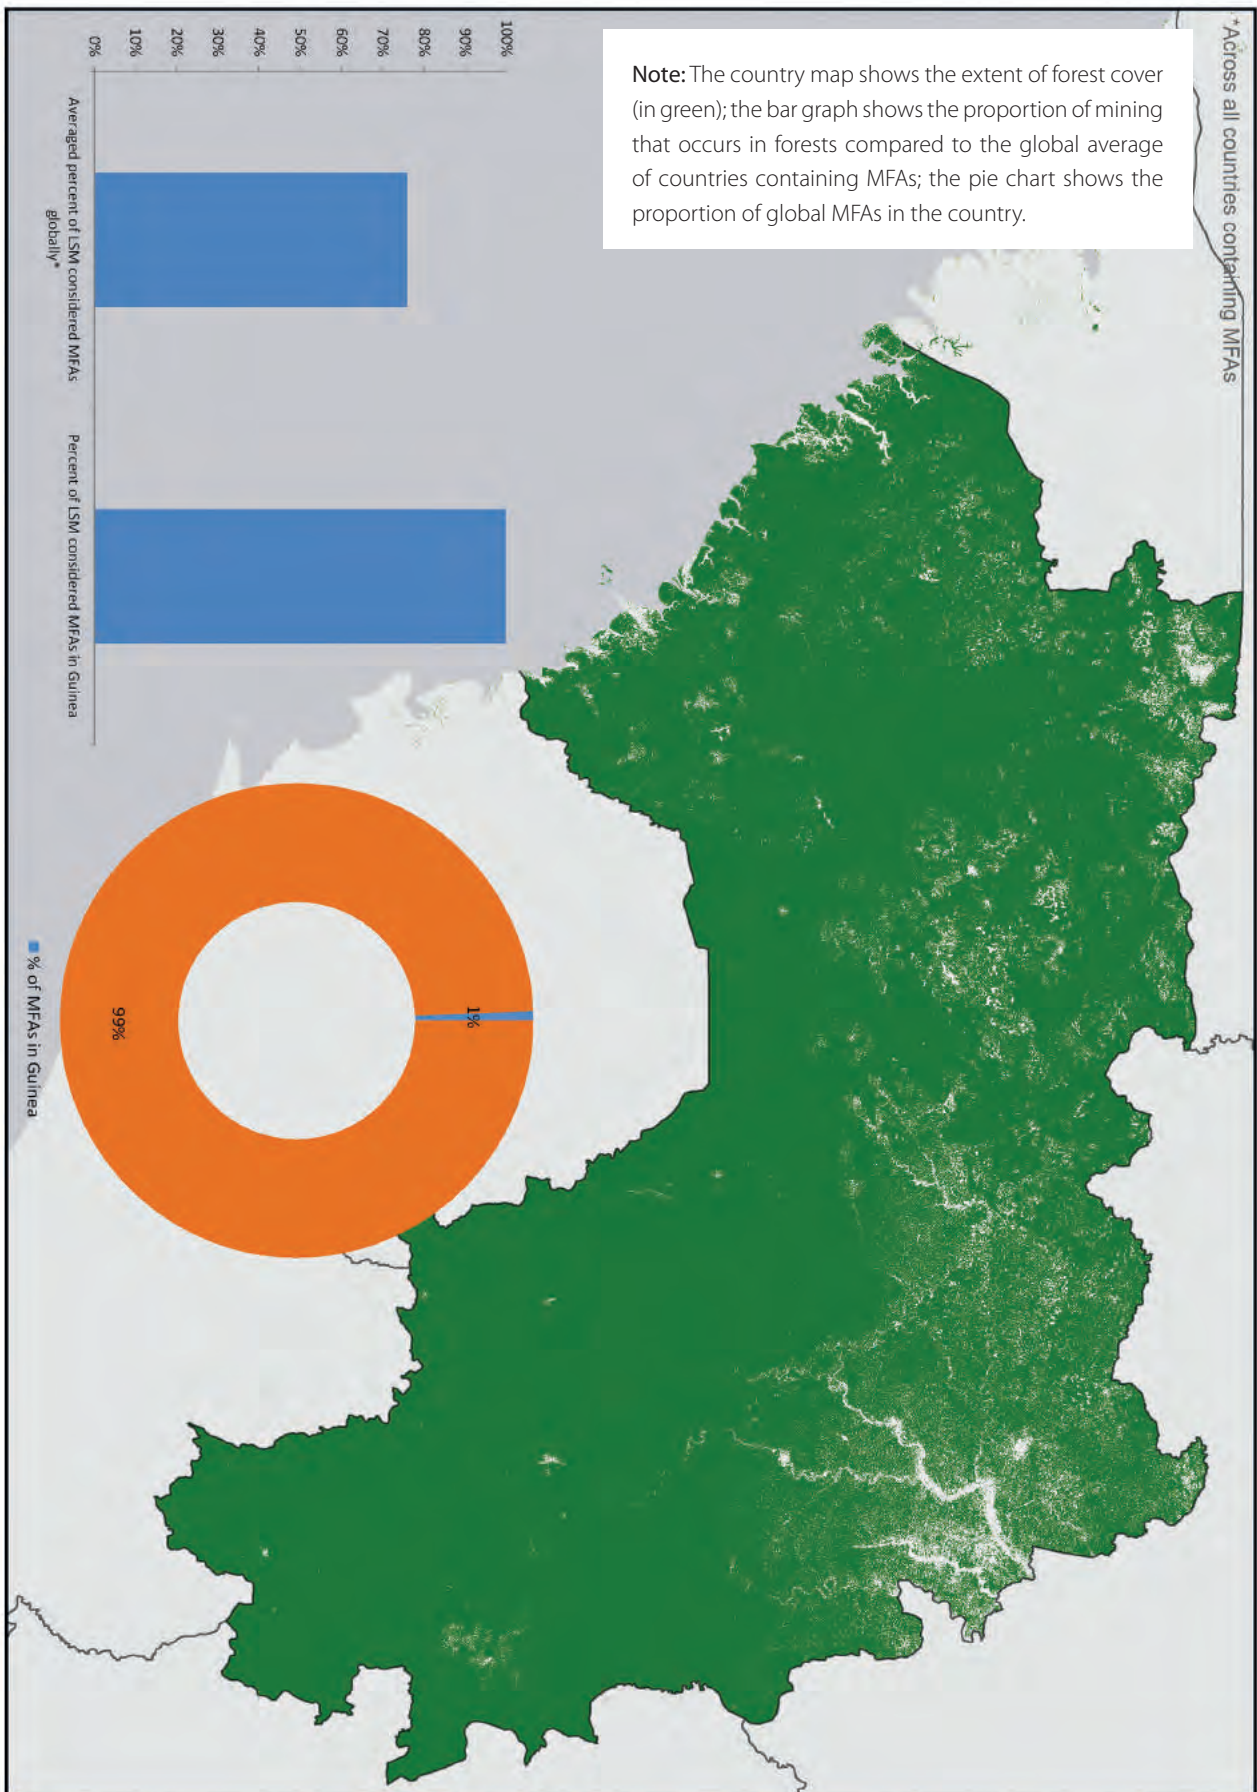 Note: The country map shows the extent of forest cover
(in green); the bar graph shows the proportion of mining
that occurs in forests compared to the global average
of countries containing MFAs; the pie chart shows the
proportion of global MFAs in the country.
*Across all countries containing MFAs
100%
90%
80%
70%
60%
50%
40%
30%
20%
10%
0%
Averaged percent of LSM considered MFAs
globally*
Percent of LSM considered MFAs in Guinea
1%
99%
% of MFAs in Guinea